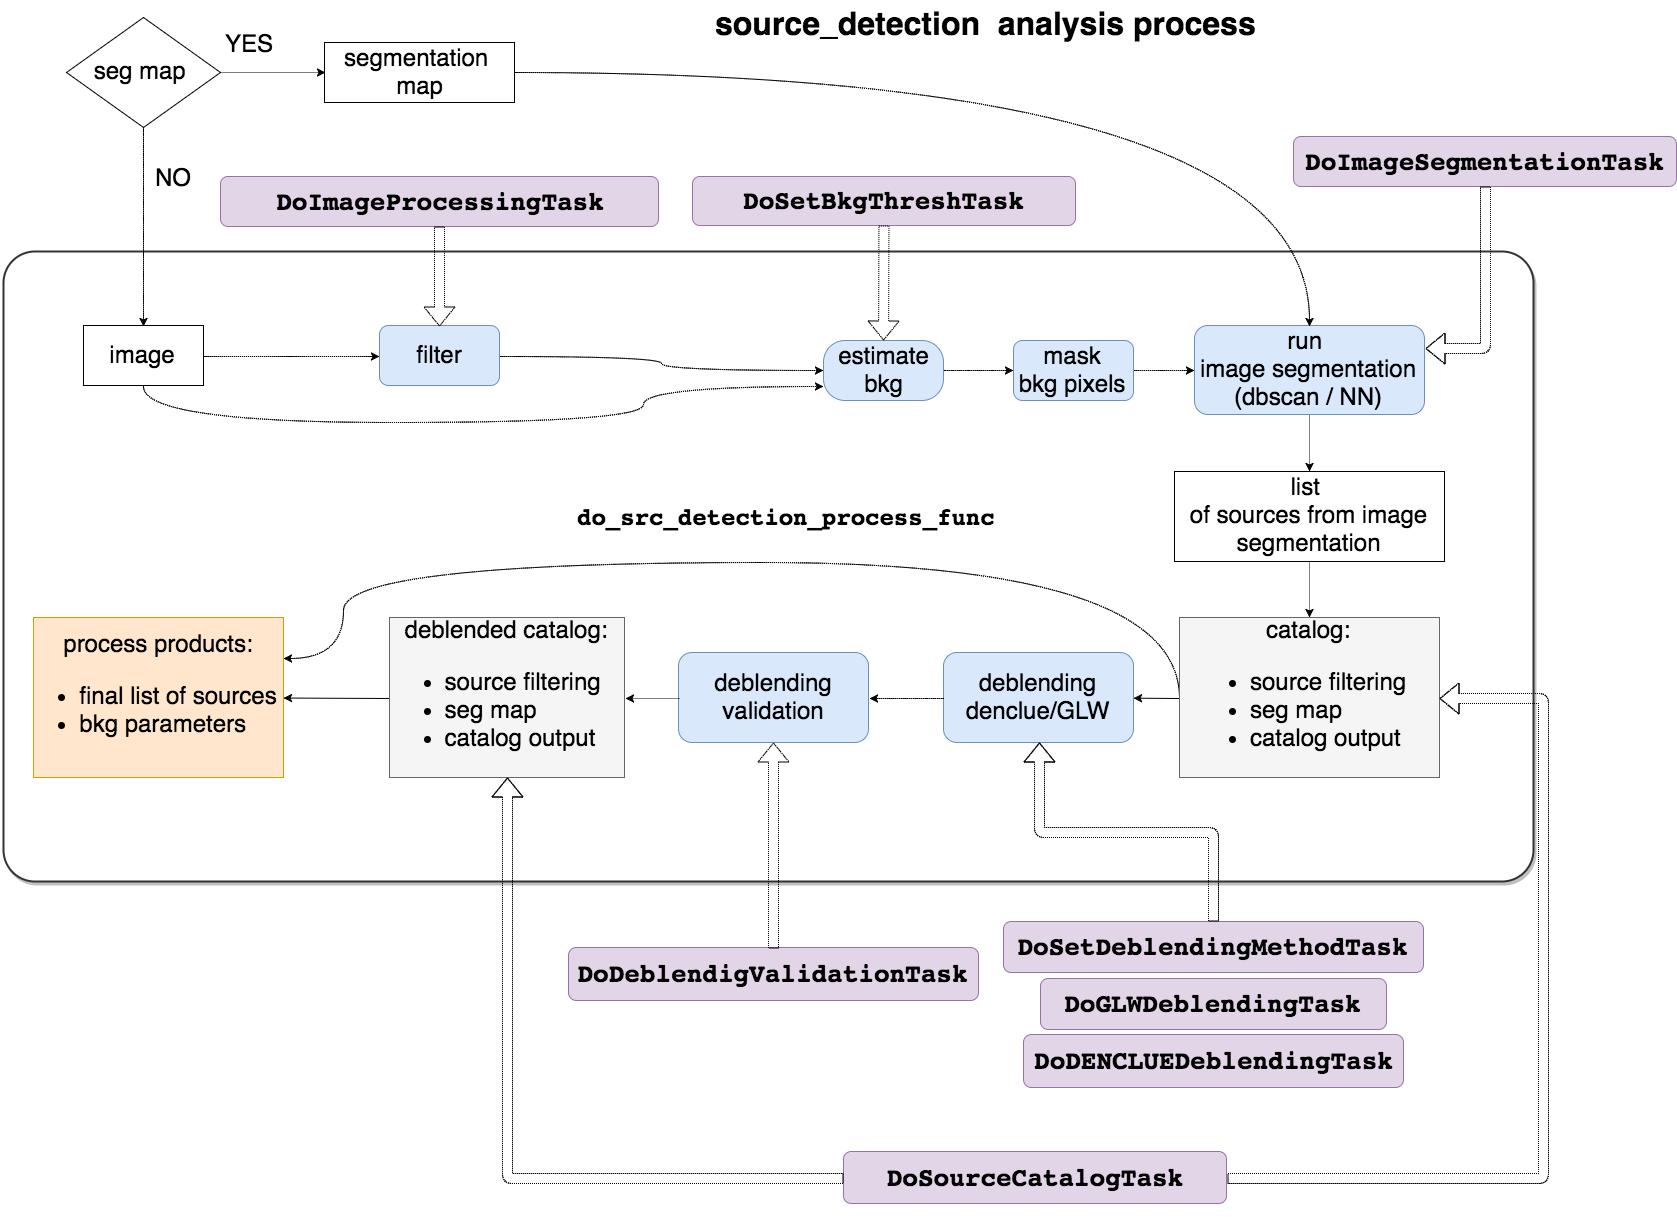 source_detection  analysis process
YES
seg map
segmentation
map
NO
DoImageProcessingTask
DoSetBkgThreshTask
DoImageSegmentationTask
image
filter
estimate
bkg
mask
bkg pixels
run
image segmentation
(dbscan / NN)
list
of sources from image
segmentation
do_src_detection_process_func
process products:
• final list of sources
• bkg parameters
deblended catalog:
• source filtering
• seg map
• catalog output
deblending
validation
deblending
denclue/GLW
catalog:
• source filtering
• seg map
• catalog output
DoDeblendigValidationTask
DoSetDeblendingMethodTask
DoGLWDeblendingTask
DoDENCLUEDeblendingTask
DoSourceCatalogTask